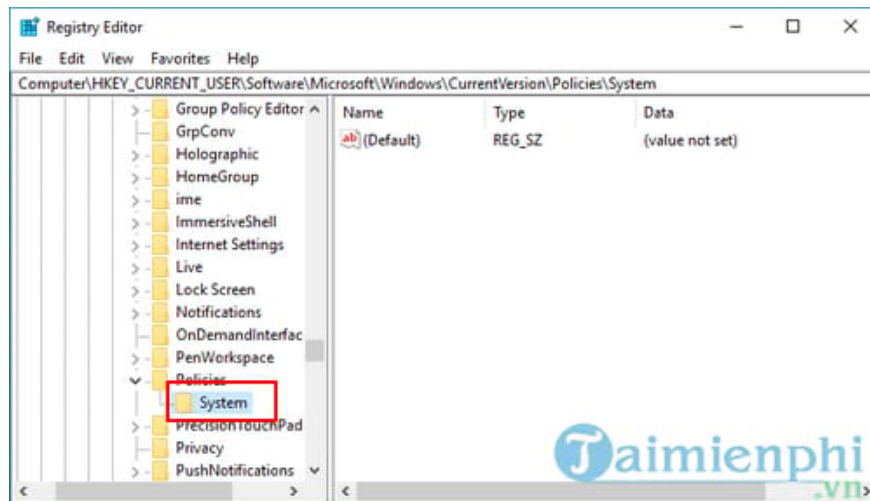 Registry Editor
File Edit View Favorites Help
Computer\HKEY_CURRENT_USER\Software\Microsoft\Windows\CurrentVersion\Policies\System
Group Policy Editor
GrpConv
Holographic
HomeGroup
ime
ImmersiveShell
Internet Settings
Live
Lock Screen
Notifications
OnDemandInterfac
PenWorkspace
Policies
System
PrecisionTouchPad
Privacy
PushNotifications
Name Type Data
ab (Default) REG_SZ (value not set)
Taimienphi
.vn